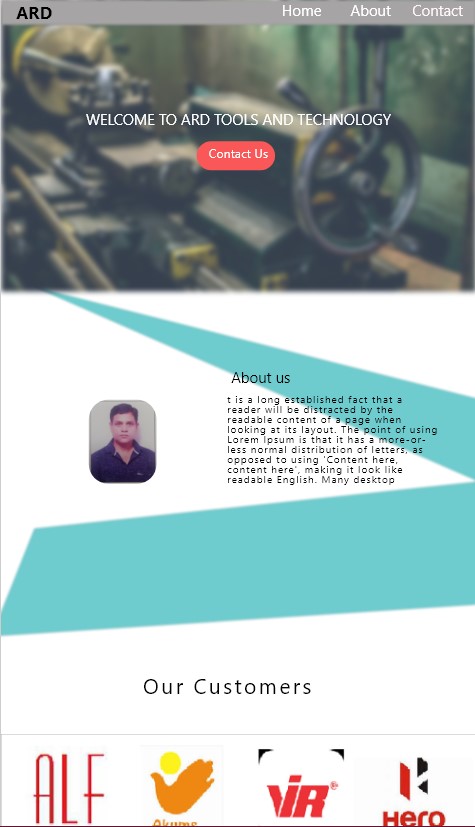 ARD
Home About Contact
WELCOME TO ARD TOOLS AND TECHNOLOGY
Contact Us
About us
t is a long established fact that a
reader will be distracted by the
readable content of a page when
looking at its layout. The point of using
Lorem Ipsum is that it has a more-or-
less normal distribution of letters, as
opposed to using 'Content here,
content here', making it look like
readable English. Many desktop
Our Customers
ALF
Akums
VIR®
Hero